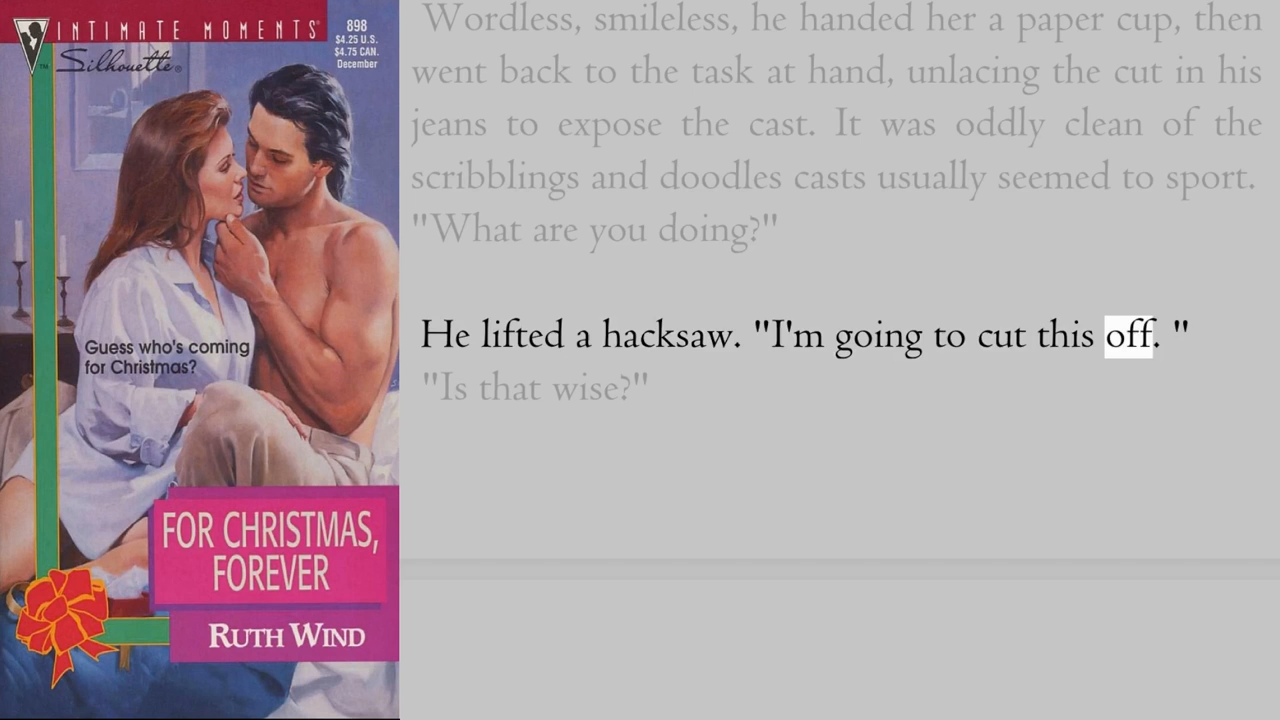 INTIMATE MOMENTS®
898
$4.25 U.S.
$4.75 CAN.
December
TM
Silhouette®
Guess who's coming
for Christmas?
FOR CHRISTMAS,
FOREVER
RUTH WIND
Wordless, smileless, he handed her a paper cup, then
went back to the task at hand, unlacing the cut in his
jeans to expose the cast. It was oddly clean of the
scribblings and doodles casts usually seemed to sport.
"What are you doing?"
He lifted a hacksaw. "I'm going to cut this off. "
"Is that wise?"